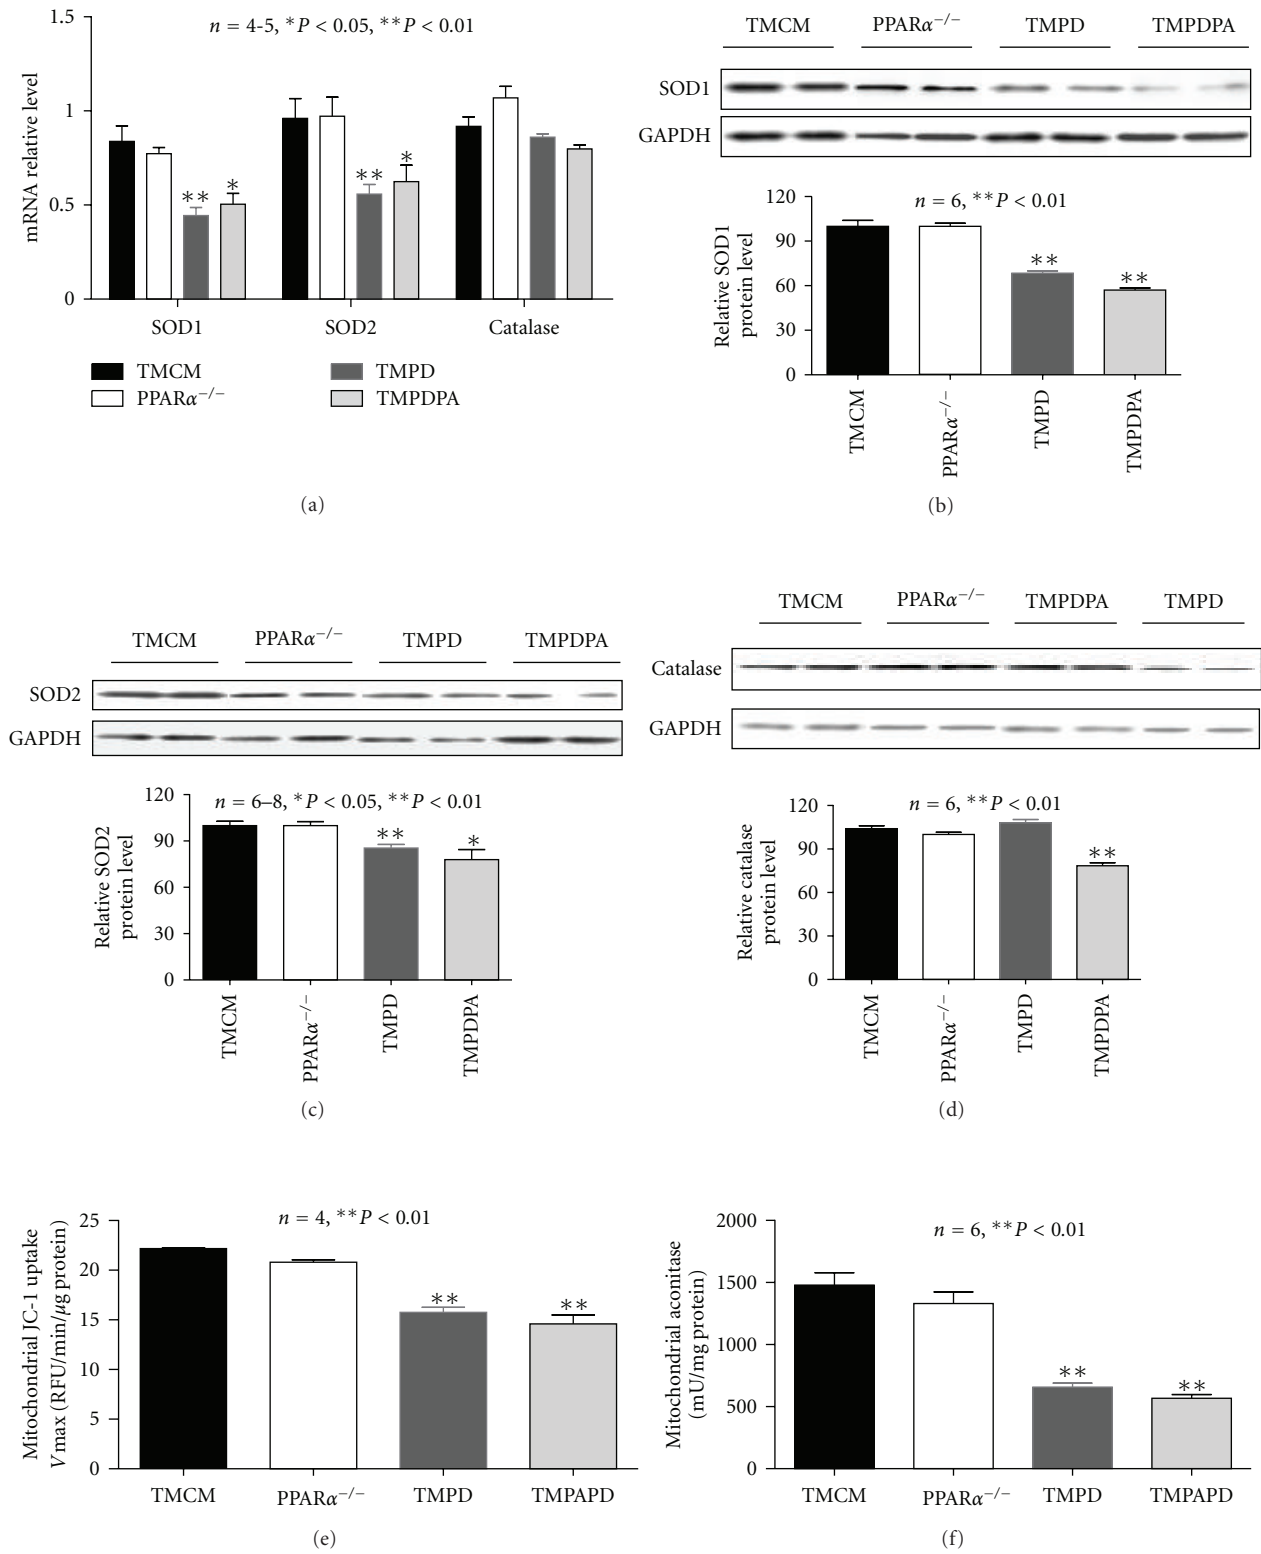 n = 4-5, *P < 0.05, **P < 0.01
mRNA relative level
1.5
1
0.5
0
** *
** *
SOD1 SOD2 Catalase
TMCM TMPD
PPARα−/− TMPDPA
(a)
TMCM PPARα−/− TMPD TMPDPA
SOD1
GAPDH
n = 6, **P < 0.01
Relative SOD1
protein level
120
90
60
30
0
**
**
TMCM
PPARα−/−
TMPD
TMPDPA
(b)
TMCM PPARα−/− TMPD TMPDPA
SOD2
GAPDH
n = 6–8, *P < 0.05, **P < 0.01
Relative SOD2
protein level
120
90
60
30
0
** *
TMCM
PPARα−/−
TMPD
TMPDPA
(c)
TMCM PPARα−/− TMPDPA TMPD
Catalase
GAPDH
n = 6, **P < 0.01
Relative catalase
protein level
120
90
60
30
0
**
TMCM
PPARα−/−
TMPD
TMPDPA
(d)
n = 4, **P < 0.01
Mitochondrial JC-1 uptake
Vmax (RFU/min/µg protein)
25
20
15
10
5
0
** **
TMCM PPARα−/− TMPD TMPAPD
(e)
n = 6, **P < 0.01
Mitochondrial aconitase
(mU/mg protein)
2000
1500
1000
500
0
** **
TMCM PPARα−/− TMPD TMPAPD
(f)